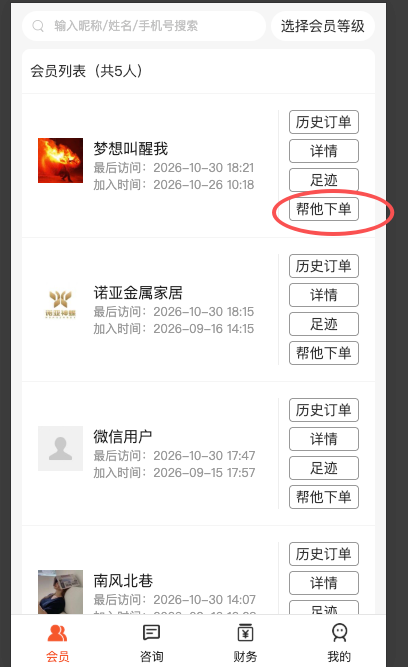 输入昵称/姓名/手机号搜索
选择会员等级
会员列表（共5人）
梦想叫醒我
最后访问：2026-10-30 18:21
加入时间：2026-10-26 10:18
历史订单
详情
足迹
帮他下单
诺亚金属家居
最后访问：2026-10-30 18:15
加入时间：2026-09-16 14:15
历史订单
详情
足迹
帮他下单
微信用户
最后访问：2026-10-30 17:47
加入时间：2026-09-15 17:57
历史订单
详情
足迹
帮他下单
南风北巷
最后访问：2026-10-30 14:07
历史订单
详情
足迹
会员
咨询
财务
我的